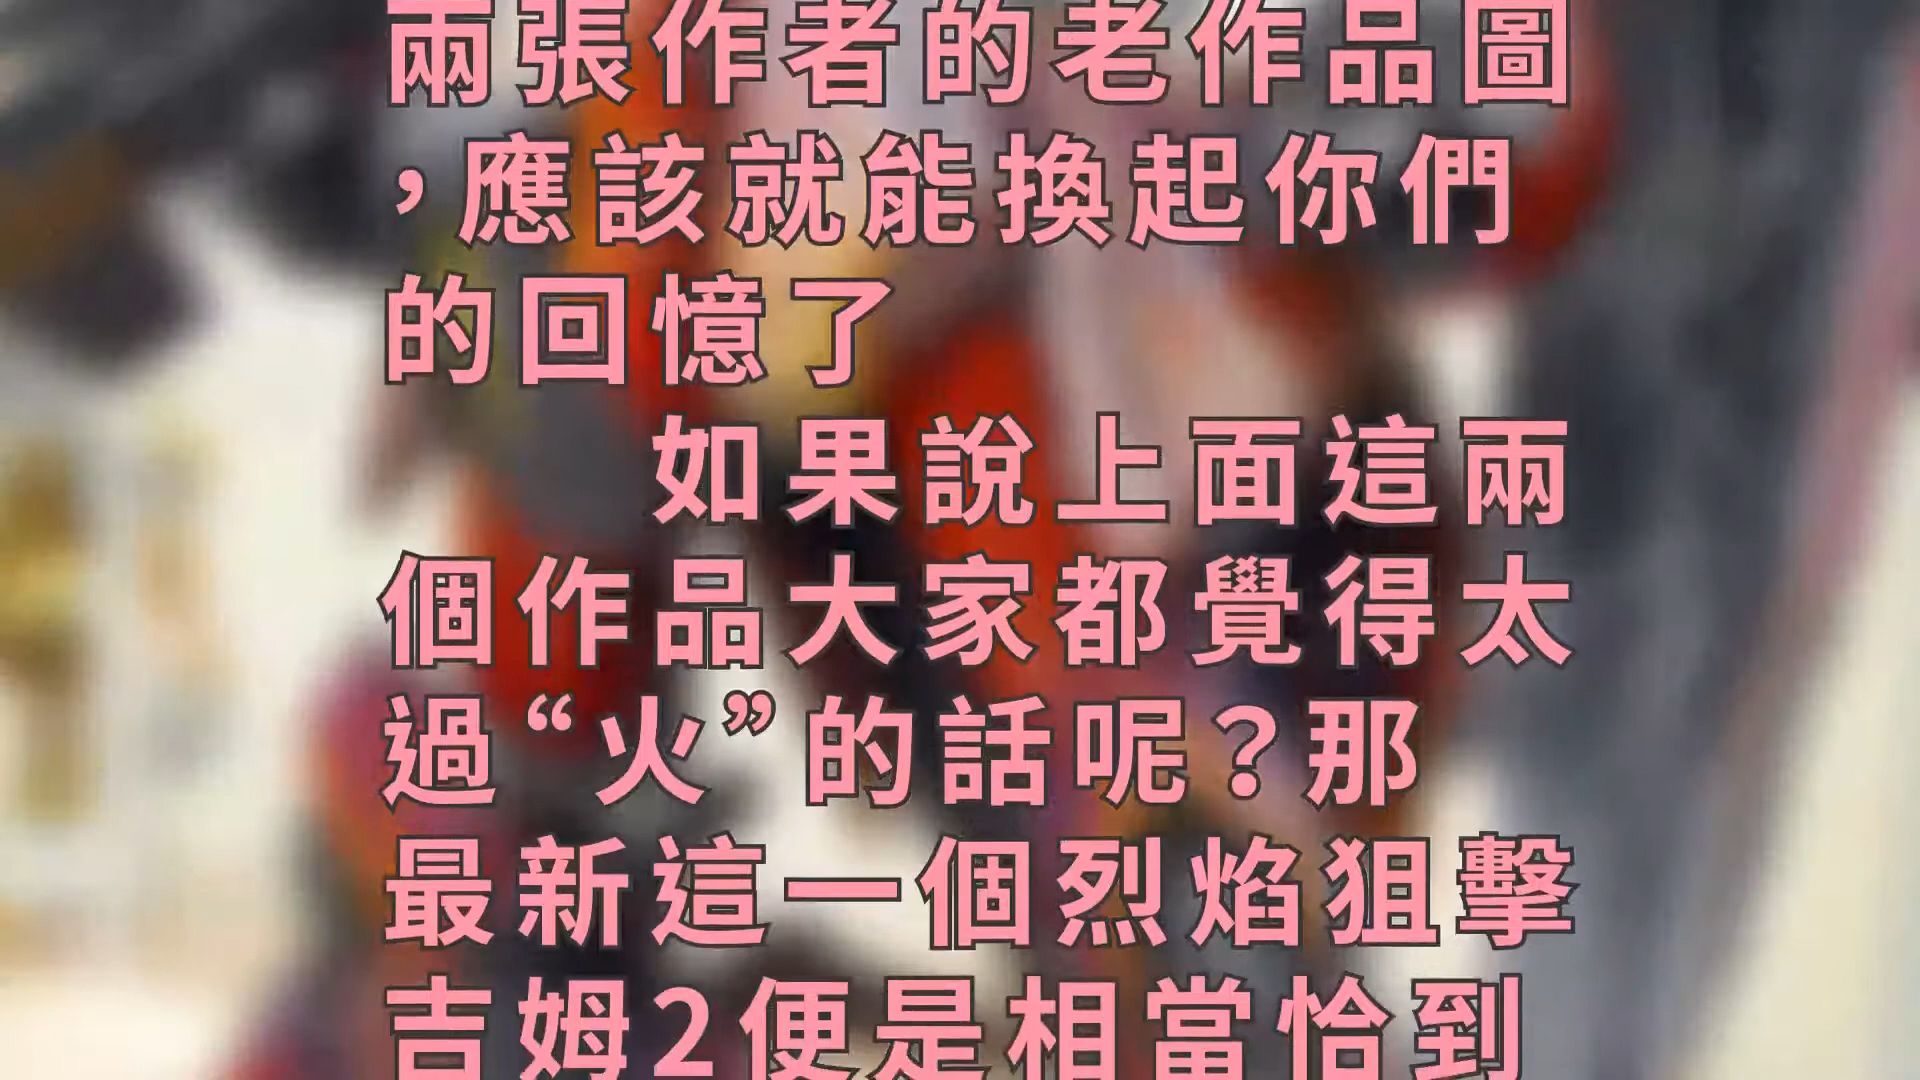 兩張作者的老作品圖
，應該就能換起你們
的回憶了
如果說上面這兩
個作品大家都覺得太
過“火”的話呢？那
最新這一個烈焰狙擊
吉姆2便是相當恰到